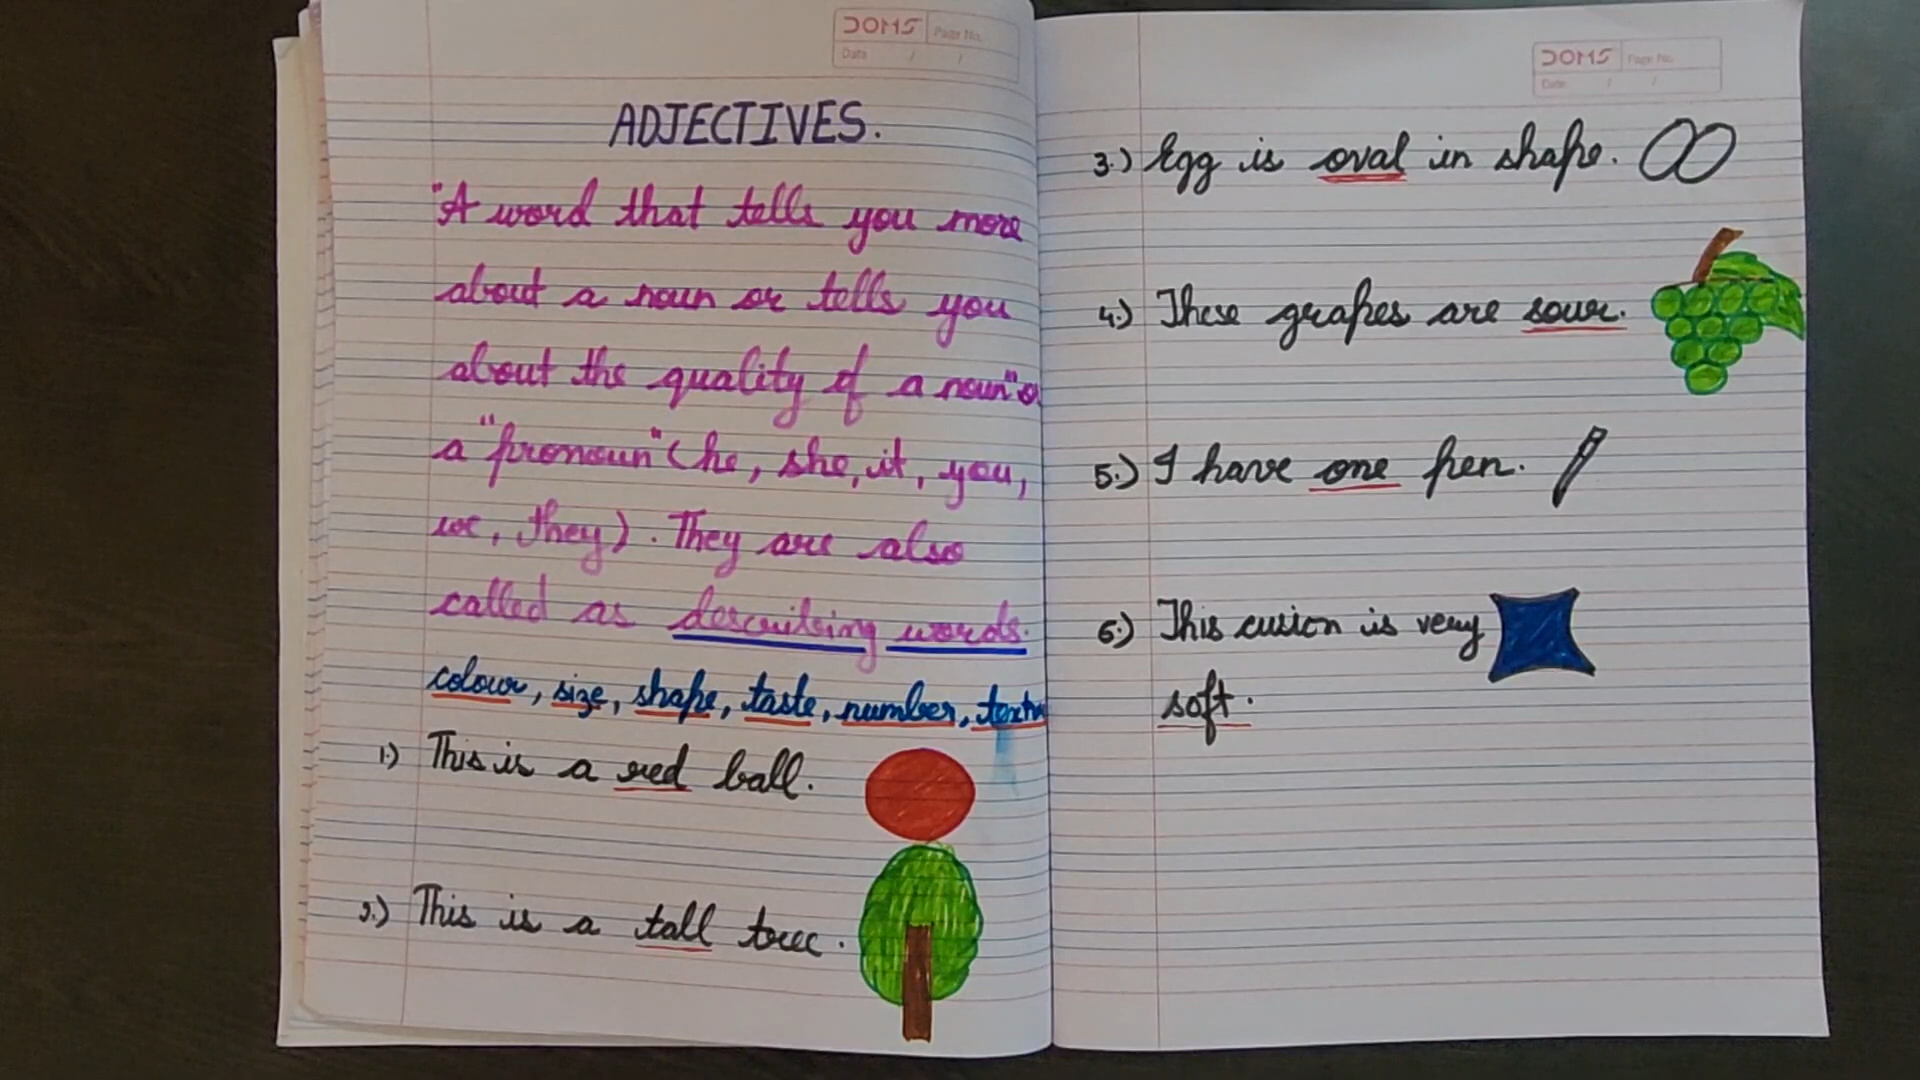 DOMS Page No.
Date / /
ADJECTIVES.
"A word that tells you more
about a noun or tells you
about the quality of a noun" o
a "pronoun" (he, she, it, you,
we, they). They are also
called as describing words.
colour, size, shape, taste, number, textu
1.) This is a red ball.
2.) This is a tall tree.
DOMS Page No.
Date / /
3.) Egg is oval in shape.
4.) These grapes are sour.
5.) I have one pen.
6.) This cusion is very
soft.